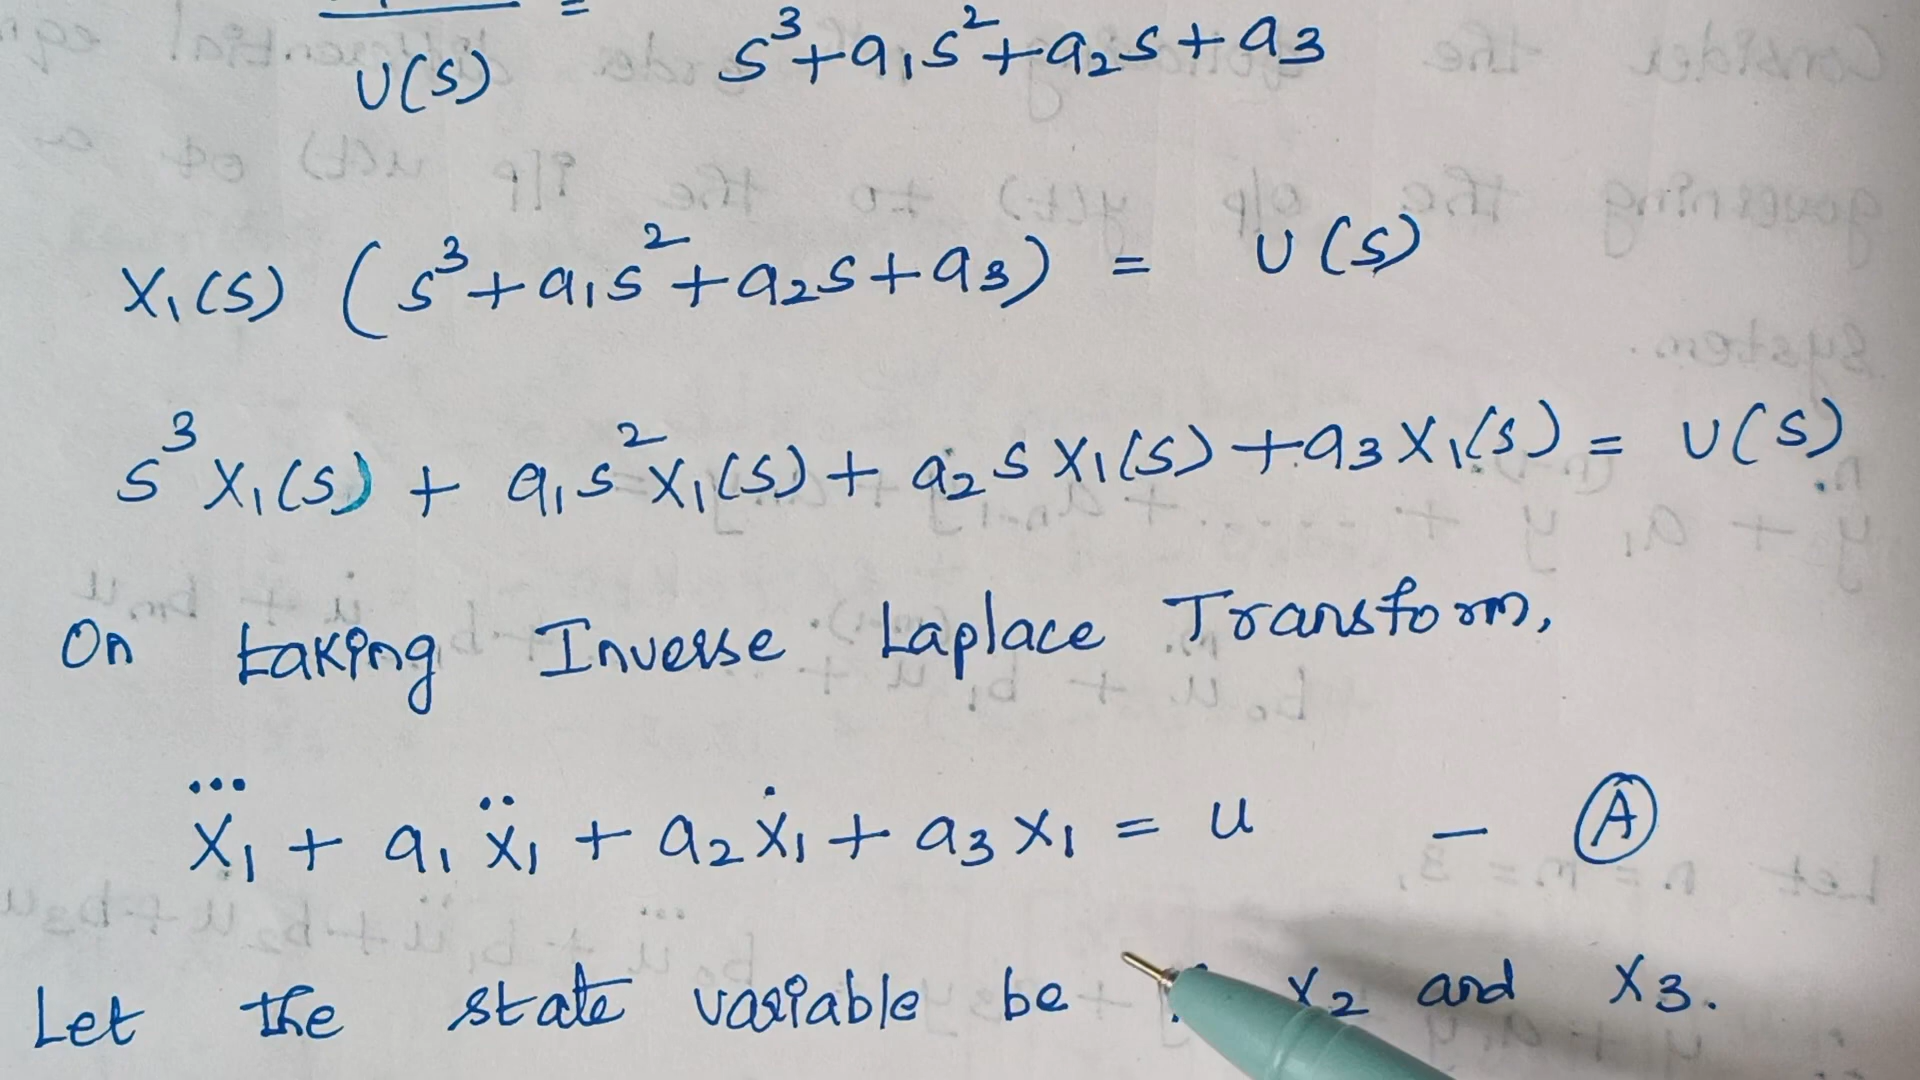 U(s) = s³+a₁s²+a₂s+a₃
X₁(s) (s³+a₁s²+a₂s+a₃) = U(s)
s³X₁(s) + a₁s²X₁(s) + a₂sX₁(s) + a₃X₁(s) = U(s)
On taking Inverse Laplace Transform,
x⃛₁ + a₁ẍ₁ + a₂ẋ₁ + a₃x₁ = u — Ⓐ
Let the state variable be x₂ and x₃.